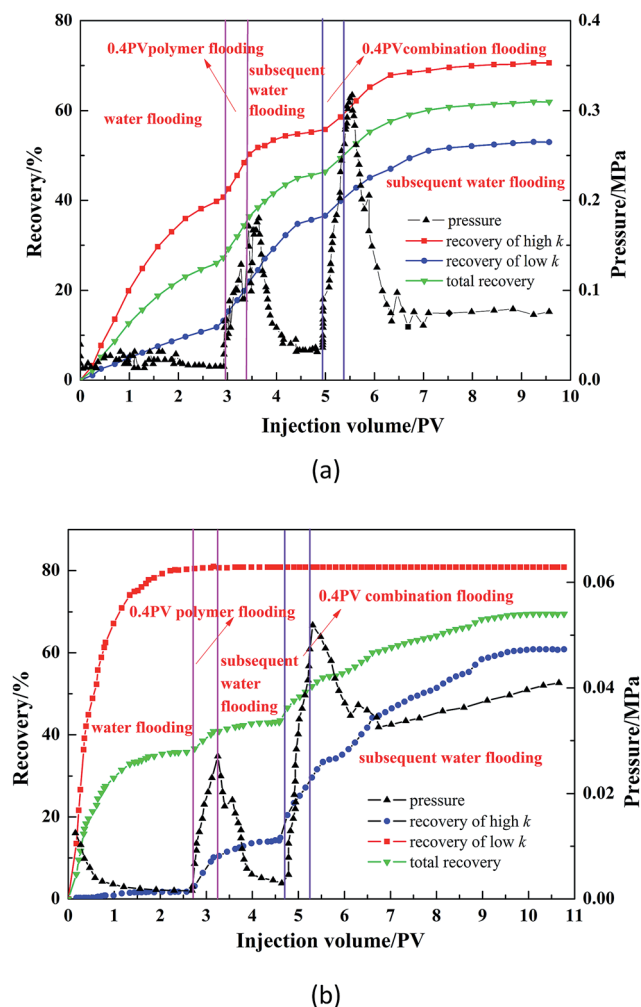 80
60
40
20
0
Recovery/%
0.4PVpolymer flooding
subsequent
water
flooding
0.4PVcombination flooding
water flooding
subsequent water flooding
pressure
recovery of high k
recovery of low k
total recovery
0.4
0.3
0.2
0.1
0.0
Pressure/MPa
0 1 2 3 4 5 6 7 8 9 10
Injection volume/PV
(a)
80
60
40
20
0
Recovery/%
0.4PV polymer flooding
0.4PV combination flooding
subsequent
water
flooding
water flooding
subsequent water flooding
pressure
recovery of high k
recovery of low k
total recovery
0.06
0.04
0.02
0.00
Pressure/MPa
0 1 2 3 4 5 6 7 8 9 10 11
Injection volume/PV
(b)